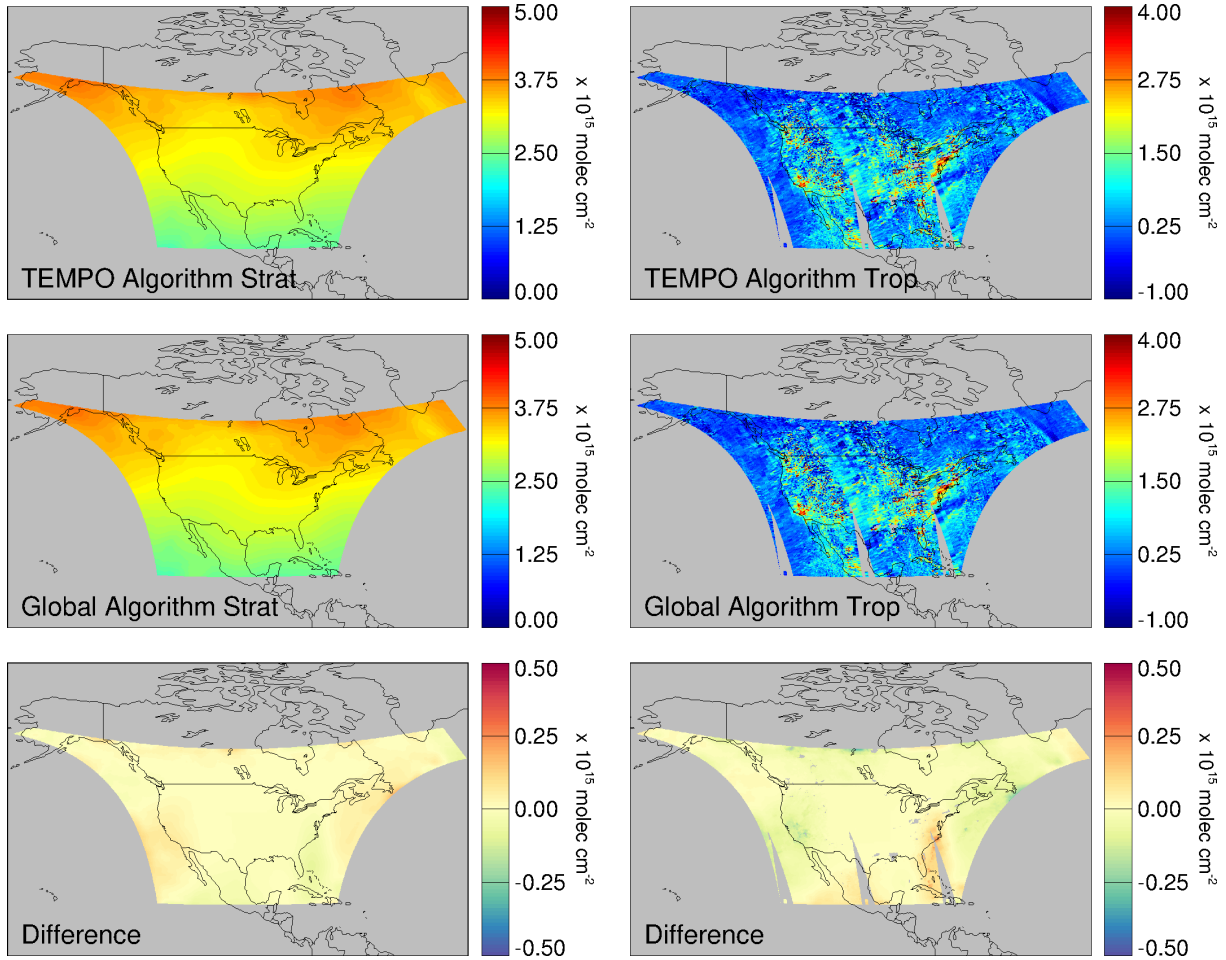 5.00
3.75
2.50
1.25
0.00
x 10¹⁵ molec cm⁻²
TEMPO Algorithm Strat
4.00
2.75
1.50
0.25
-1.00
x 10¹⁵ molec cm⁻²
TEMPO Algorithm Trop
5.00
3.75
2.50
1.25
0.00
x 10¹⁵ molec cm⁻²
Global Algorithm Strat
4.00
2.75
1.50
0.25
-1.00
x 10¹⁵ molec cm⁻²
Global Algorithm Trop
0.50
0.25
0.00
-0.25
-0.50
x 10¹⁵ molec cm⁻²
Difference
0.50
0.25
0.00
-0.25
-0.50
x 10¹⁵ molec cm⁻²
Difference